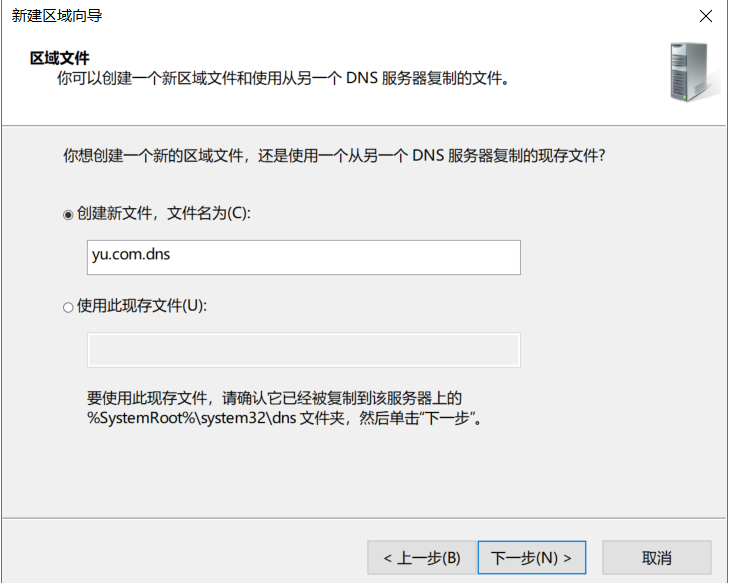 新建区域向导
区域文件
你可以创建一个新区域文件和使用从另一个 DNS 服务器复制的文件。
你想创建一个新的区域文件，还是使用一个从另一个 DNS 服务器复制的现存文件?
创建新文件，文件名为(C):
yu.com.dns
使用此现存文件(U):
要使用此现存文件，请确认它已经被复制到该服务器上的
%SystemRoot%\system32\dns 文件夹，然后单击“下一步”。
< 上一步(B)
下一步(N) >
取消